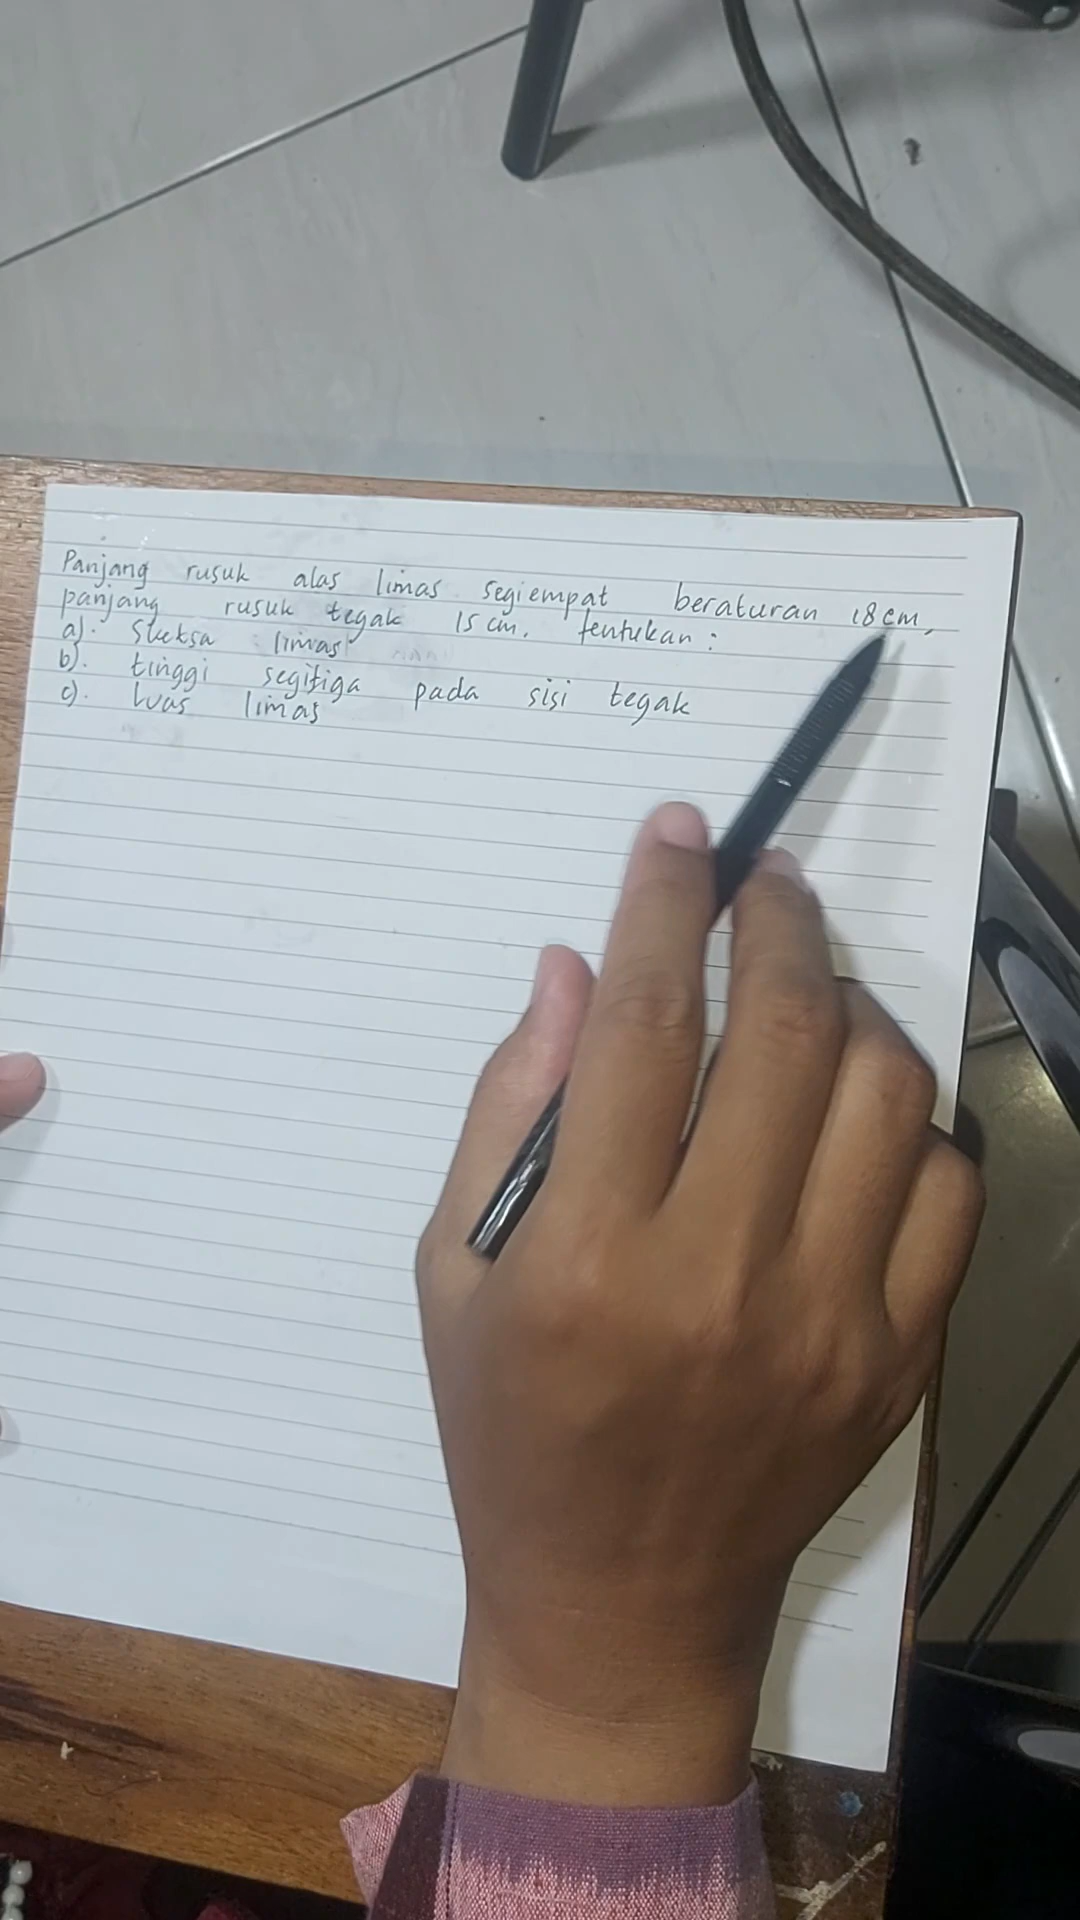 Panjang rusuk alas limas segiempat beraturan 18 cm,
panjang rusuk tegak 15 cm. tentukan :
a). Sketsa limas
b). tinggi segitiga pada sisi tegak
c). Luas limas